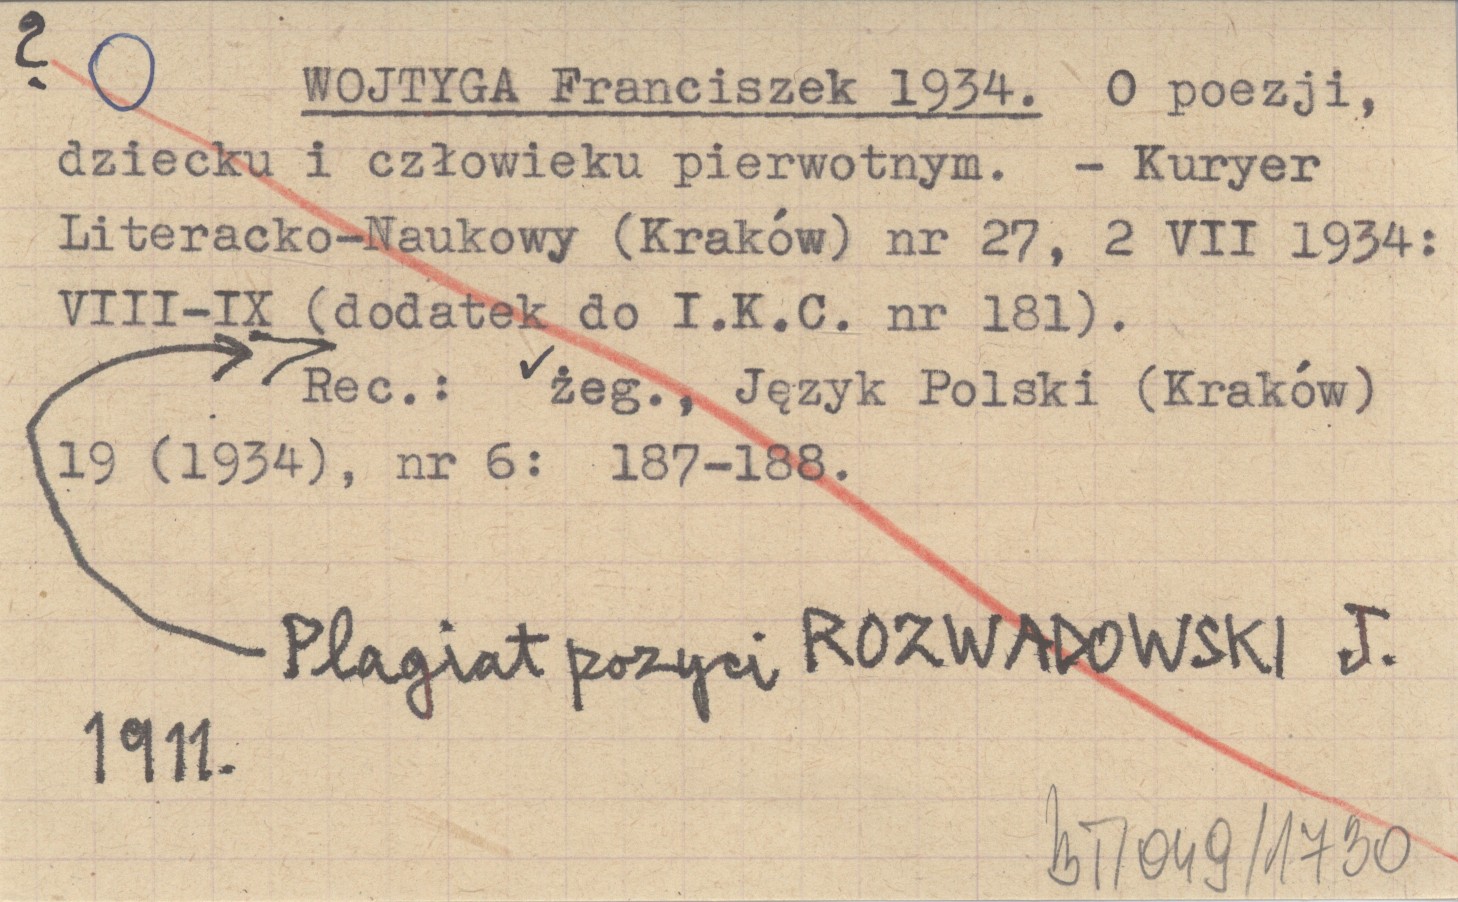 ?
WOJTYGA Franciszek 1934. O poezji,
dziecku i człowieku pierwotnym. - Kuryer
Literacko-Naukowy (Kraków) nr 27, 2 VII 1934:
VIII-IX (dodatek do I.K.C. nr 181).
Rec.: żeg., Język Polski (Kraków)
19 (1934), nr 6: 187-188.
Plagiat pozycji ROZWADOWSKI J.
1911.
BT/049/1730